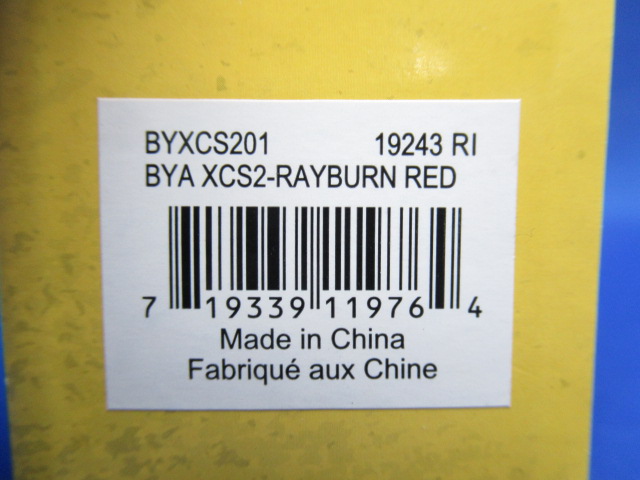 BYXCS201 19243 RI
BYA XCS2-RAYBURN RED
7 19339 11976 4
Made in China
Fabriqué aux Chine